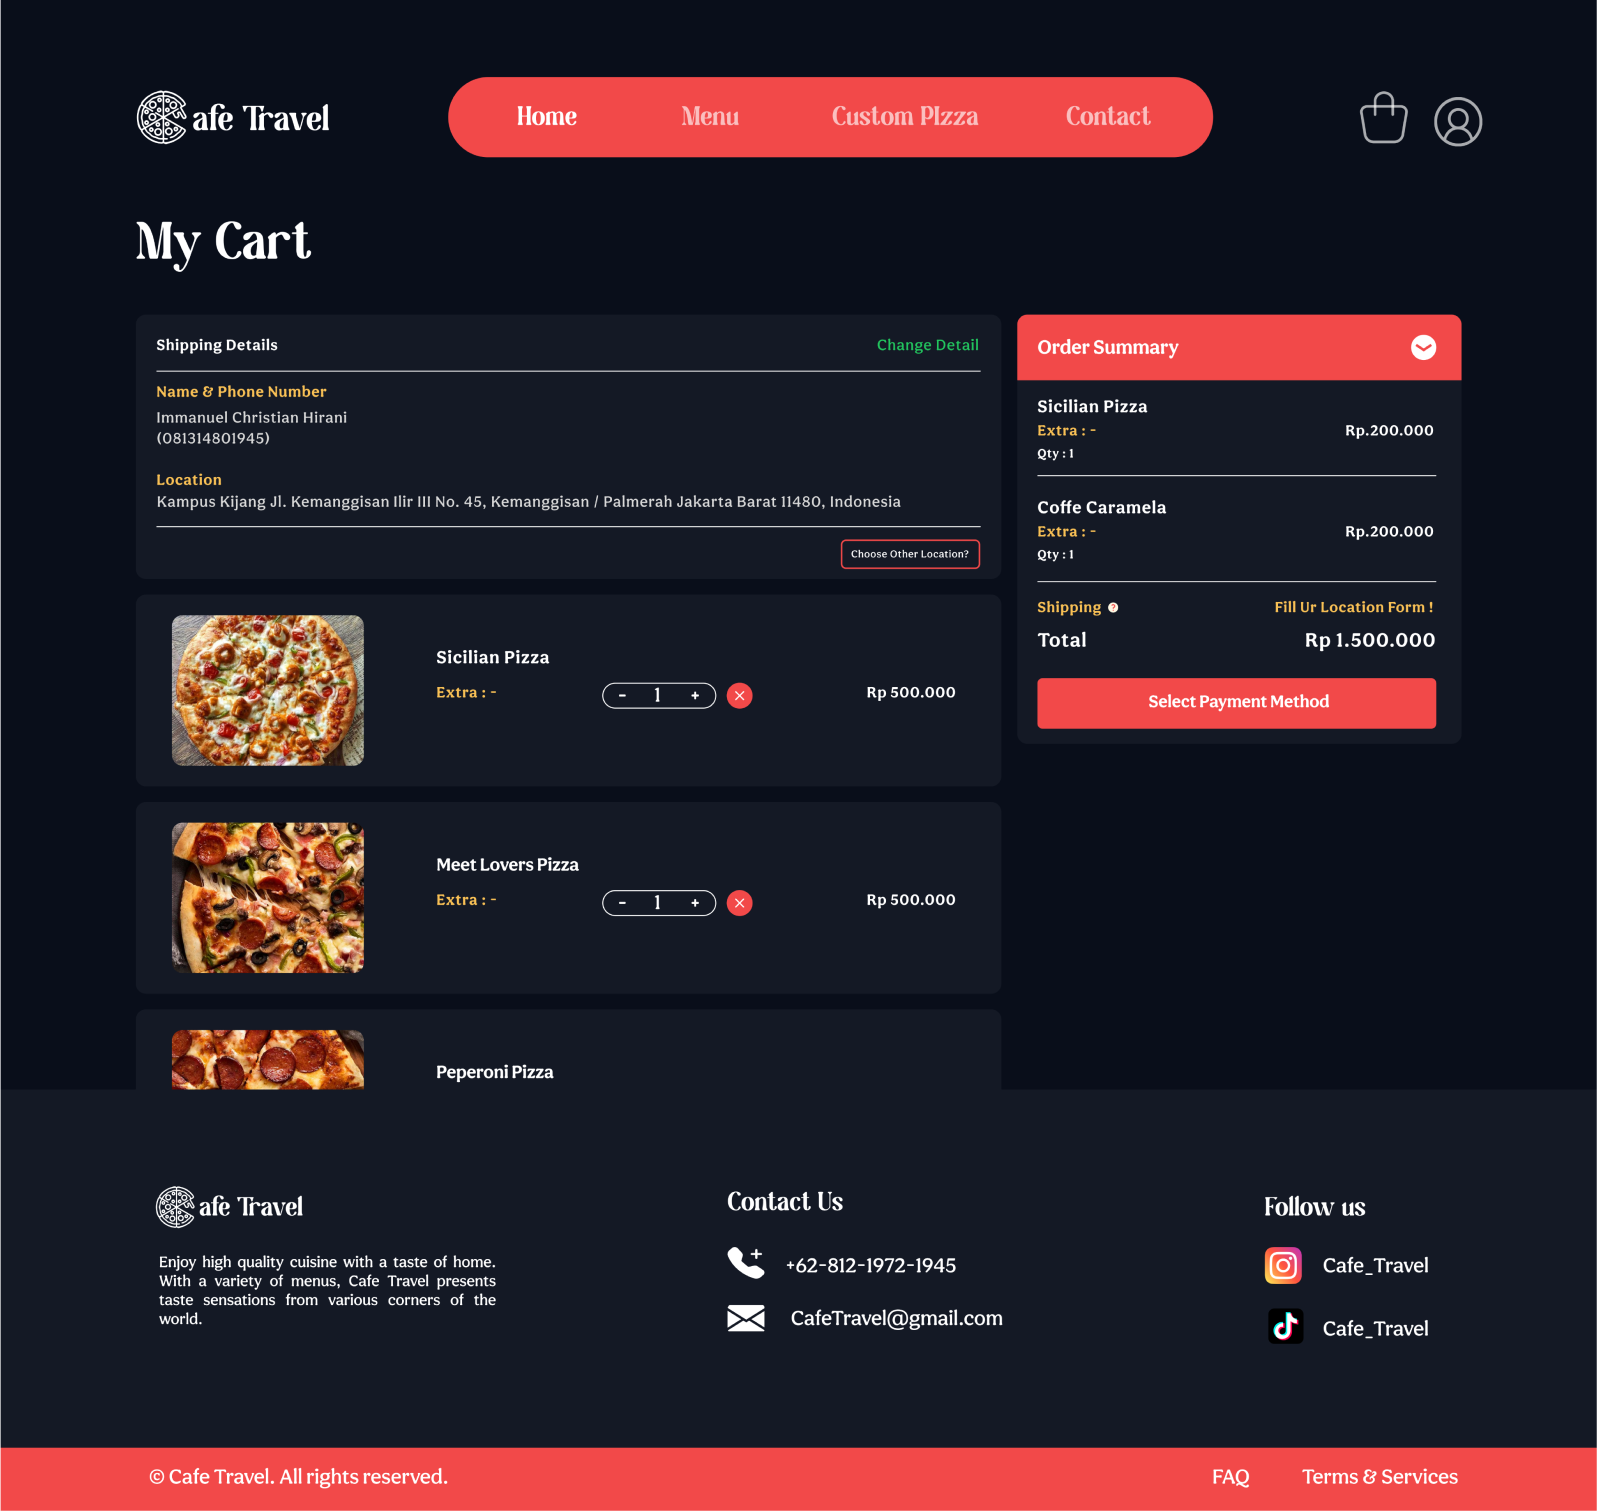 afe Travel
Home
Menu
Custom PIzza
Contact
My Cart
Shipping Details
Change Detail
Name & Phone Number
Immanuel Christian Hirani
(081314801945)
Location
Kampus Kijang Jl. Kemanggisan Ilir III No. 45, Kemanggisan / Palmerah Jakarta Barat 11480, Indonesia
Choose Other Location?
Sicilian Pizza
Extra : -
- 1 +
Rp 500.000
Meet Lovers Pizza
Extra : -
- 1 +
Rp 500.000
Peperoni Pizza
Order Summary
Sicilian Pizza
Extra : -
Rp.200.000
Qty : 1
Coffe Caramela
Extra : -
Rp.200.000
Qty : 1
Shipping ?
Fill Ur Location Form !
Total
Rp 1.500.000
Select Payment Method
afe Travel
Enjoy high quality cuisine with a taste of home.
With a variety of menus, Cafe Travel presents
taste sensations from various corners of the
world.
Contact Us
+62-812-1972-1945
CafeTravel@gmail.com
Follow us
Cafe_Travel
Cafe_Travel
© Cafe Travel. All rights reserved.
FAQ
Terms & Services